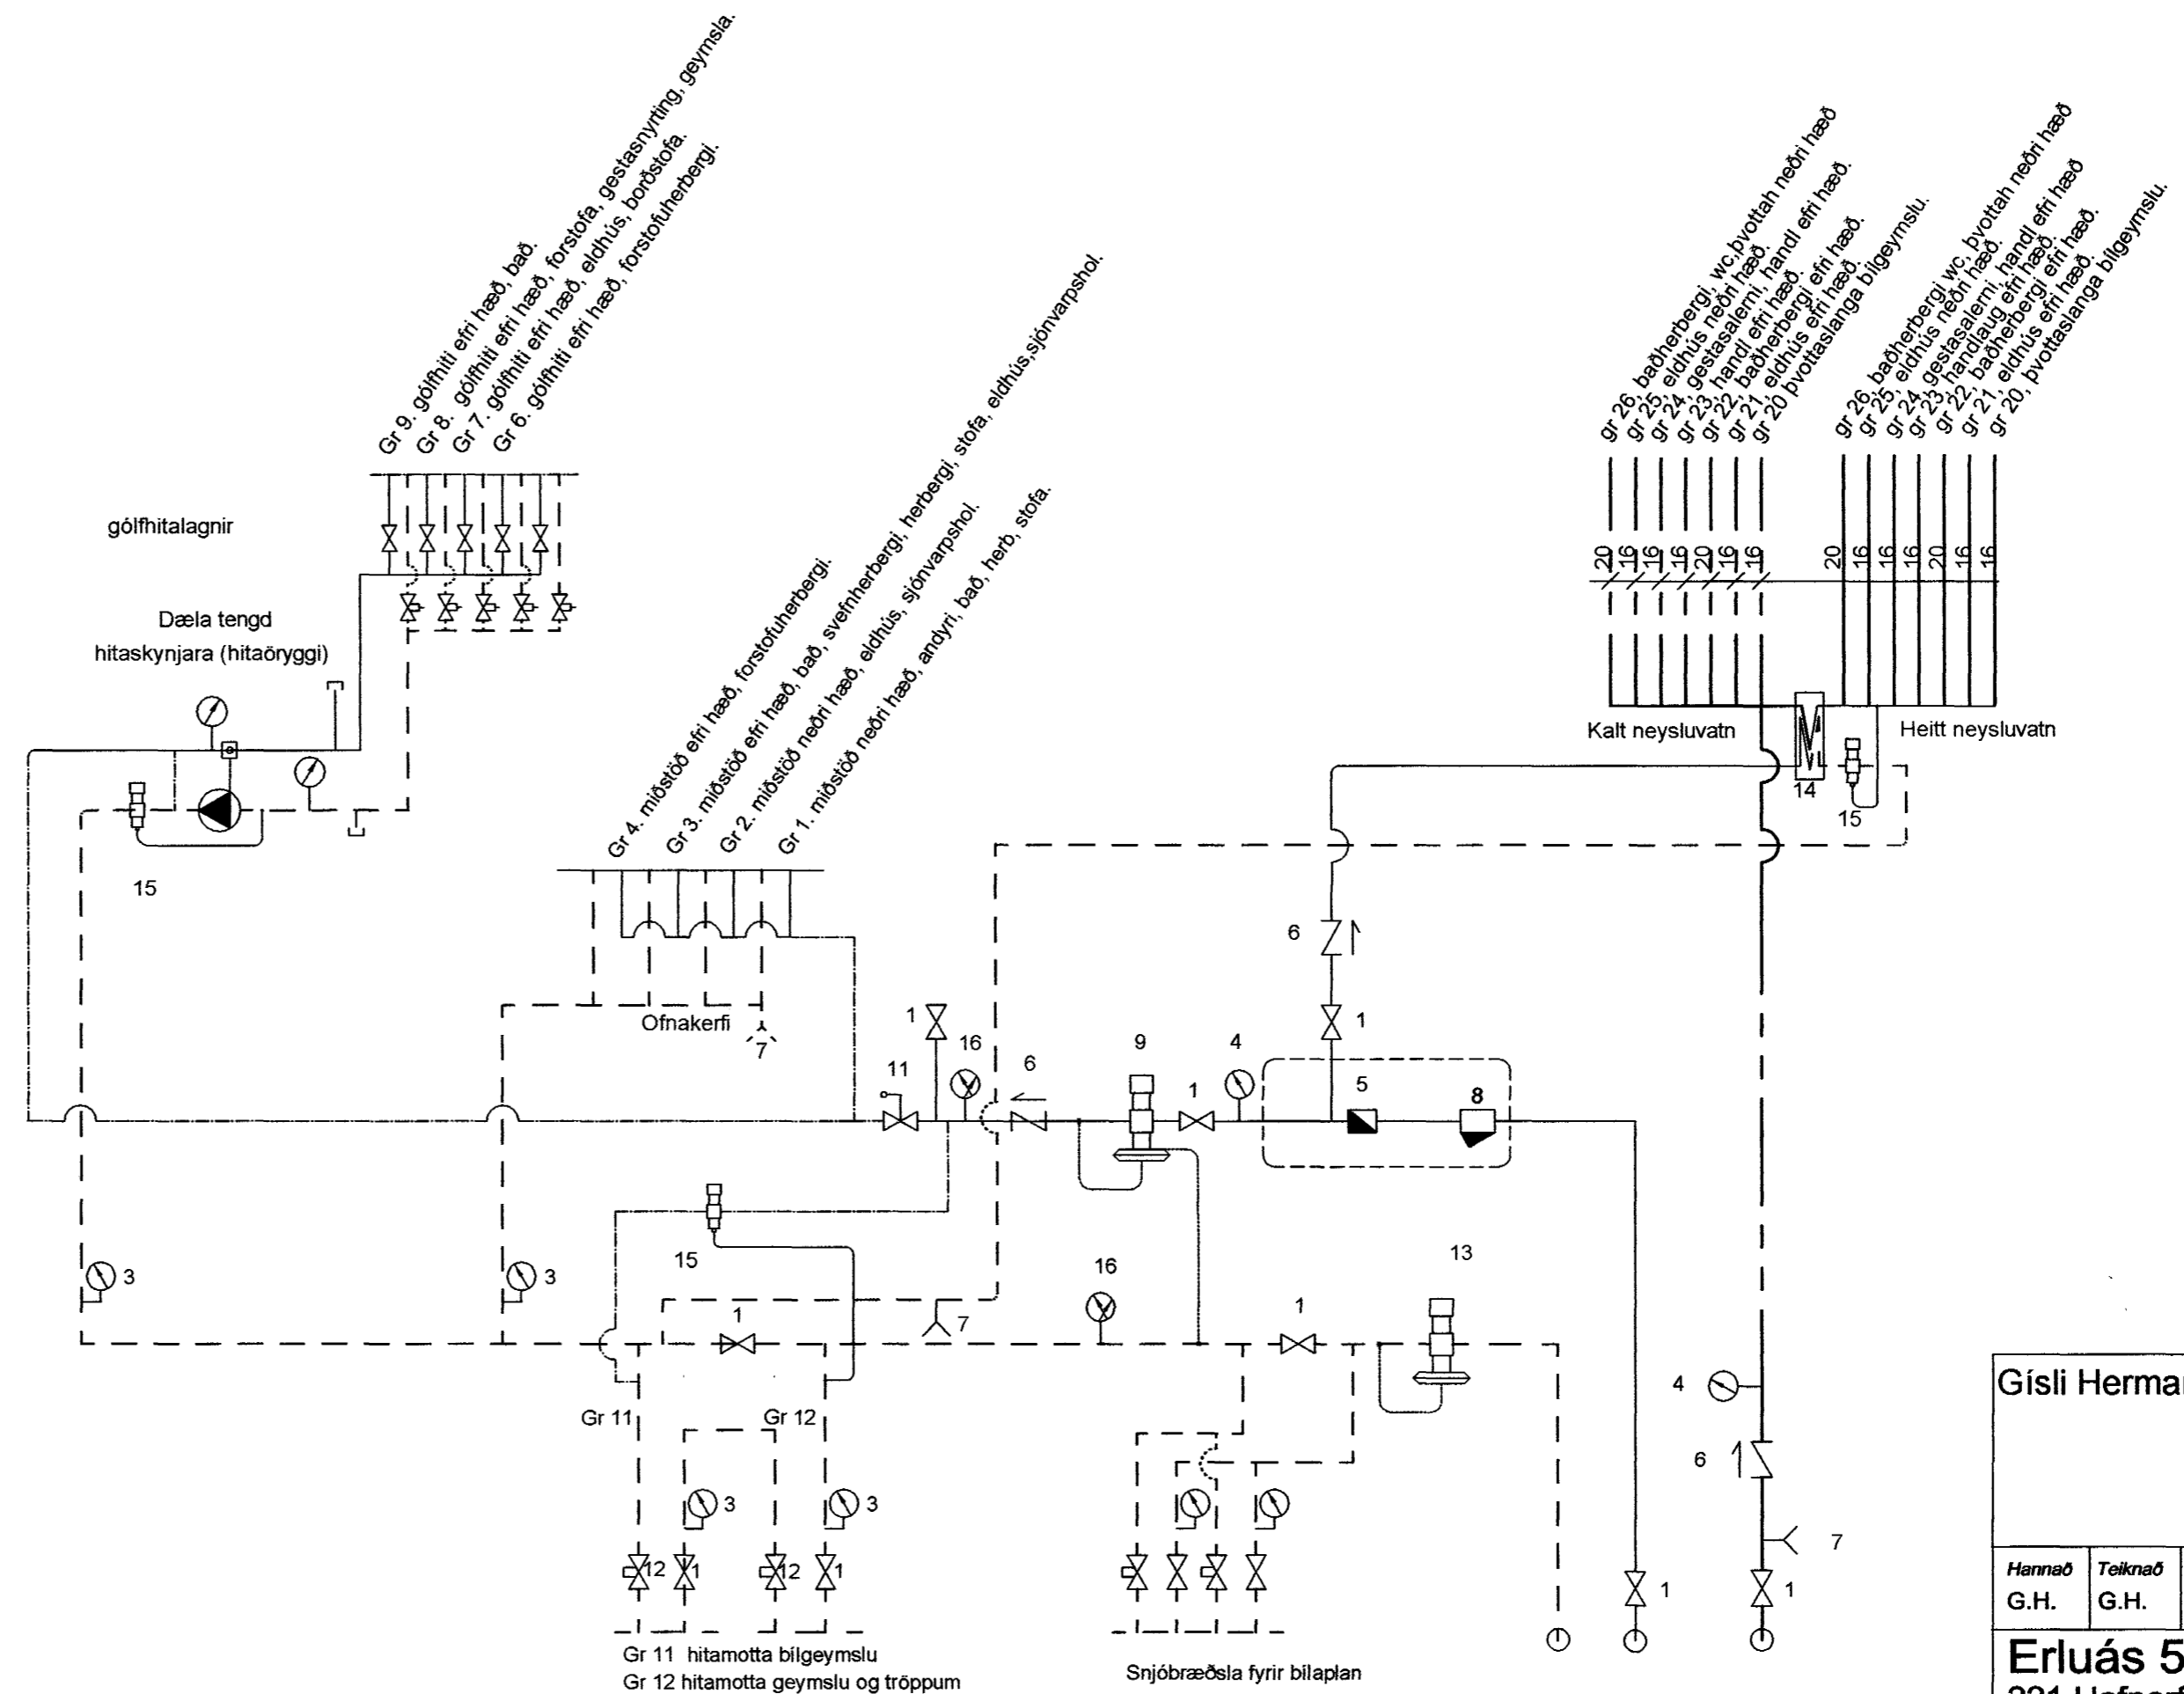 Gr 9. gólfhiti efri hæð, bað.
Gr 8. gólfhiti efri hæð, forstofa, gestasnyrting, geymsla.
Gr 7. gólfhiti efri hæð, eldhús, borðstofa.
Gr 6. gólfhiti efri hæð, forstofuherbergi.
gólfhitalagnir
Dæla tengd
hitaskynjara (hitaöryggi)
15
Gr 4. miðstöð efri hæð, forstofuherbergi.
Gr 3. miðstöð efri hæð, bað, svefnherbergi, herbergi, stofa, eldhús,sjónvarpshol.
Gr 2. miðstöð neðri hæð, eldhús, sjónvarpshol.
Gr 1. miðstöð neðri hæð, andyri, bað, herb, stofa.
Ofnakerfi
7
gr 26, baðherbergi, wc,þvottah neðri hæð
gr 25, eldhús neðri hæð.
gr 24, gestasalerni, handl efri hæð.
gr 23, handl efri hæð.
gr 22, baðherbergi efri hæð.
gr 21, eldhús efri hæð.
gr 20 þvottaslanga bílgeymslu.
gr 26, baðherbergi wc, þvottah neðri hæð
gr 25, eldhús neðri hæð.
gr 24, gestasalerni, handl efri hæð
gr 23, handlaug efri hæð.
gr 22, baðherbergi efri hæð.
gr 21, eldhús efri hæð.
gr 20, þvottaslanga bílgeymslu.
20 16 16 16 20 16 16
20 16 16 16 20 16 16
Kalt neysluvatn
Heitt neysluvatn
14
15
6
1
1
16
11
6
9
1
4
5
8
15
3
3
1
7
16
1
13
Gr 11
Gr 12
3
3
12
1
12
1
4
6
7
1
1
Gr 11 hitamotta bílgeymslu
Gr 12 hitamotta geymslu og tröppum
Snjóbræðsla fyrir bílaplan
Gísli Herma
Hannað
G.H.
Teiknað
G.H.
Erluás 5